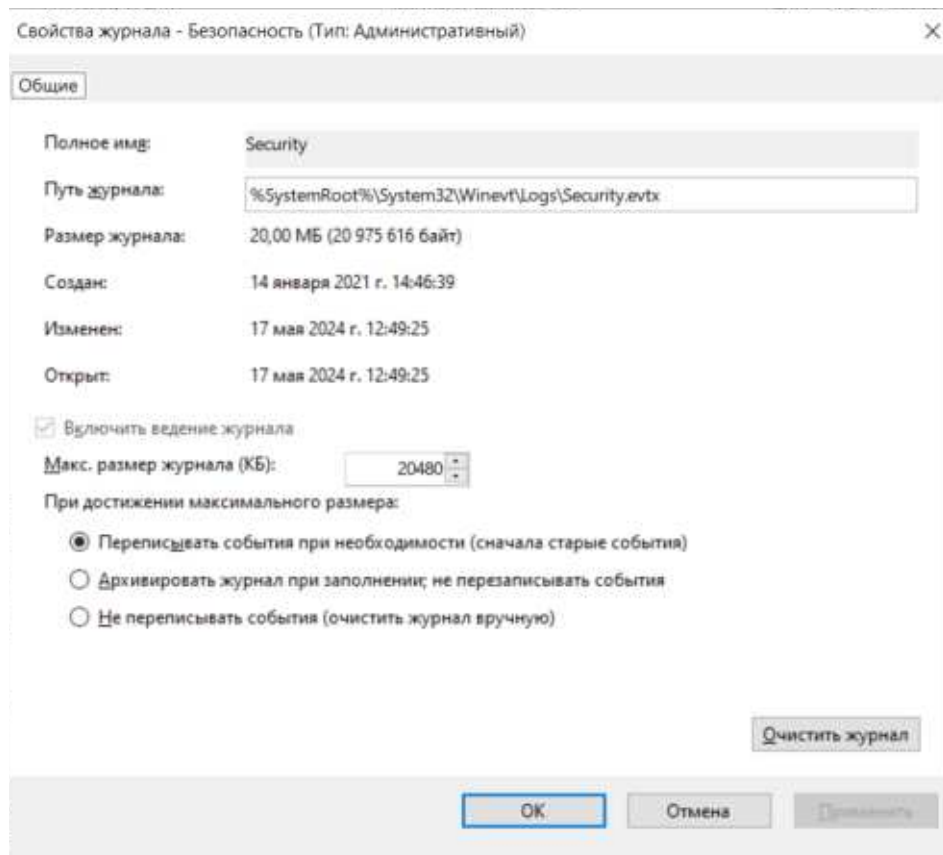 Свойства журнала - Безопасность (Тип: Административный)
Общие
Полное имя: Security
Путь журнала: %SystemRoot%\System32\Winevt\Logs\Security.evtx
Размер журнала: 20,00 МБ (20 975 616 байт)
Создан: 14 января 2021 г. 14:46:39
Изменен: 17 мая 2024 г. 12:49:25
Открыт: 17 мая 2024 г. 12:49:25
Включить ведение журнала
Макс. размер журнала (КБ): 20480
При достижении максимального размера:
Переписывать события при необходимости (сначала старые события)
Архивировать журнал при заполнении; не перезаписывать события
Не переписывать события (очистить журнал вручную)
Очистить журнал
OK Отмена Применить